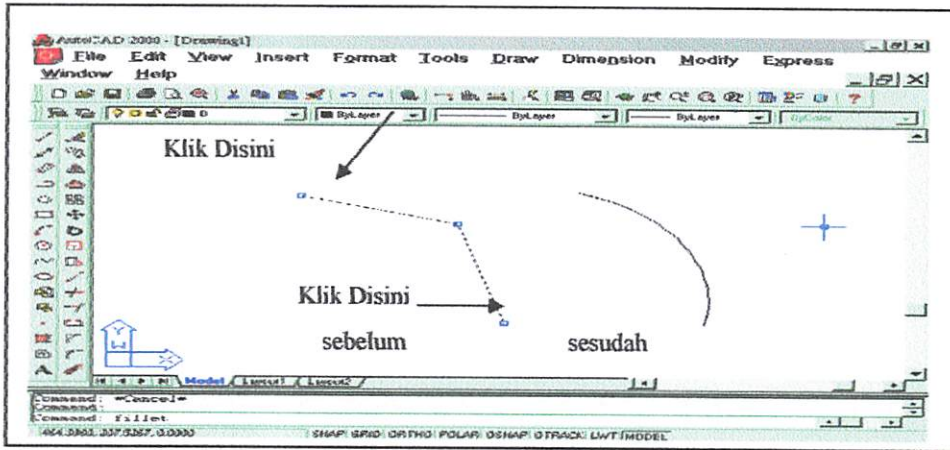 AutoCAD 2000 - [Drawing1]
File Edit View Insert Format Tools Draw Dimension Modify Express
Window Help
0 ByLayer ByLayer ByLayer ByColor
Klik Disini
Klik Disini
sebelum sesudah
Y
W
X
Model Layout1 Layout2
Command: *Cancel*
Command:
Command: fillet
SNAP GRID ORTHO POLAR OSNAP OTRACK LWT MODEL